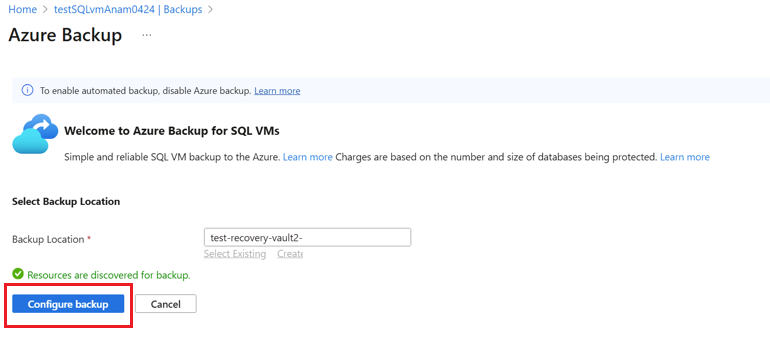 Home > testSQLvmAnam0424 | Backups >
Azure Backup ...
To enable automated backup, disable Azure backup. Learn more
Welcome to Azure Backup for SQL VMs
Simple and reliable SQL VM backup to the Azure. Learn more Charges are based on the number and size of databases being protected. Learn more
Select Backup Location
Backup Location * test-recovery-vault2-
Select Existing Create
Resources are discovered for backup.
Configure backup Cancel